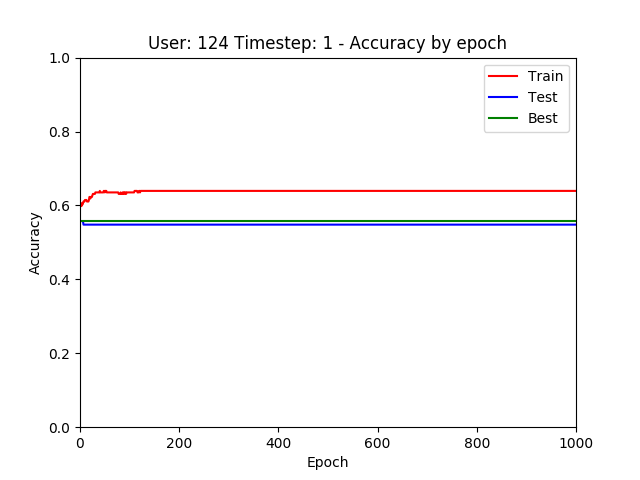 User: 124 Timestep: 1 - Accuracy by epoch
Train
Test
Best
1.0
0.8
0.6
0.4
0.2
0.0
Accuracy
0 200 400 600 800 1000
Epoch